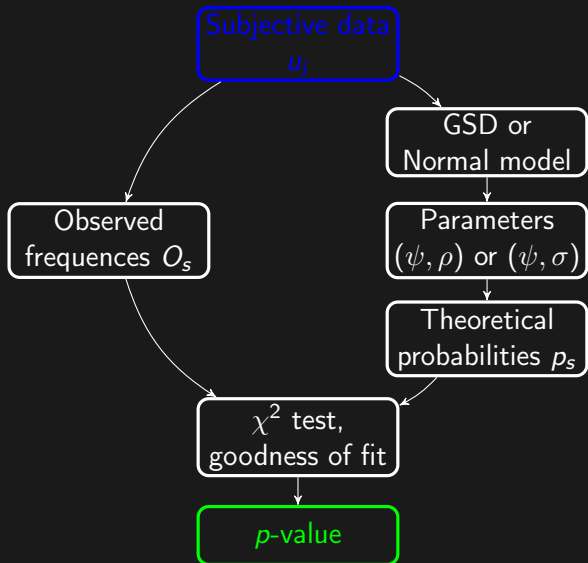 Subjective data
u_i
GSD or
Normal model
Observed
frequences O_s
Parameters
(ψ, ρ) or (ψ, σ)
Theoretical
probabilities p_s
χ² test,
goodness of fit
p-value